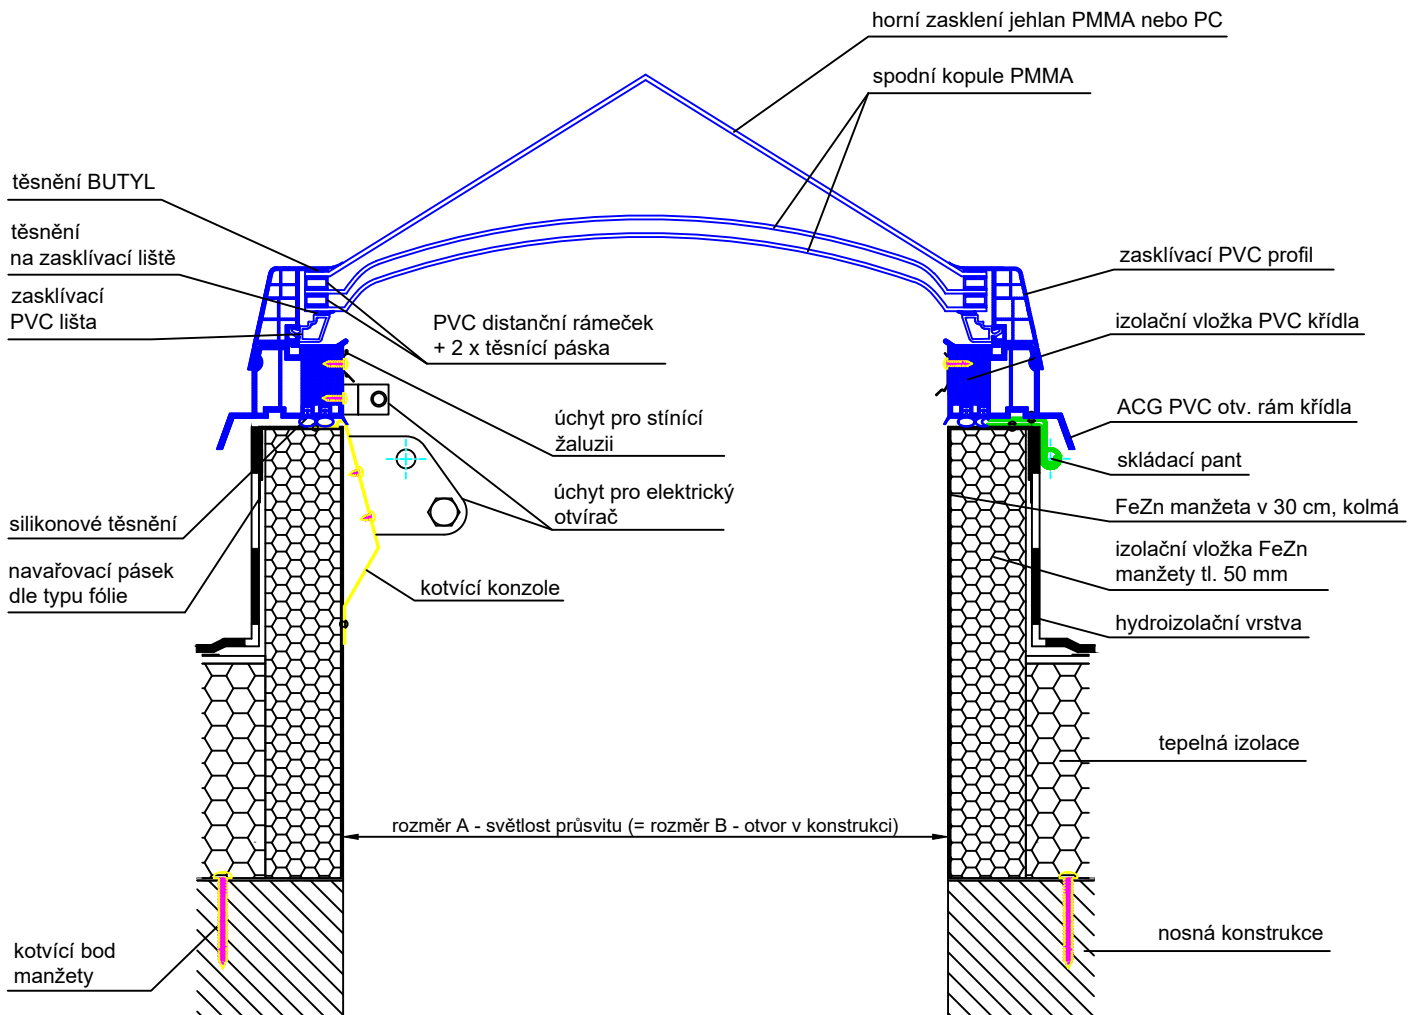 horní zasklení jehlan PMMA nebo PC
spodní kopule PMMA
těsnění BUTYL
těsnění
na zasklívací liště
zasklívací
PVC lišta
PVC distanční rámeček
+ 2 x těsnící páska
úchyt pro stínící
žaluzii
úchyt pro elektrický
otvírač
silikonové těsnění
navařovací pásek
dle typu fólie
kotvící konzole
zasklívací PVC profil
izolační vložka PVC křídla
ACG PVC otv. rám křídla
skládací pant
FeZn manžeta v 30 cm, kolmá
izolační vložka FeZn
manžety tl. 50 mm
hydroizolační vrstva
tepelná izolace
rozměr A - světlost průsvitu (= rozměr B - otvor v konstrukci)
kotvící bod
manžety
nosná konstrukce